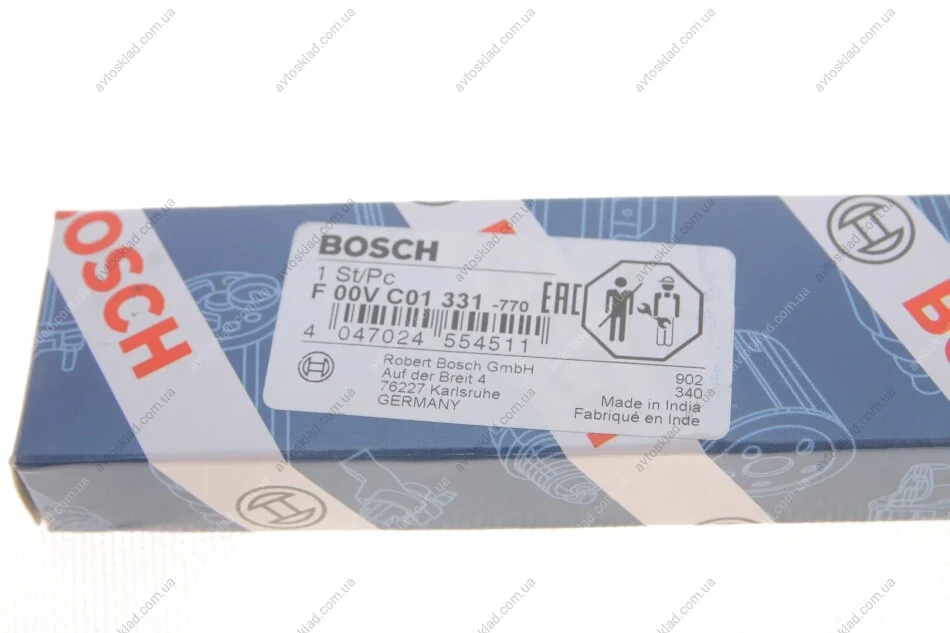 BOSCH
BOSCH
1 St/Pc
F 00V C01 331 -770
EAC
4 047024 554511
Robert Bosch GmbH
Auf der Breit 4
76227 Karlsruhe
GERMANY
902
340
Made in India
Fabriqué en Inde
avtosklad.com.ua